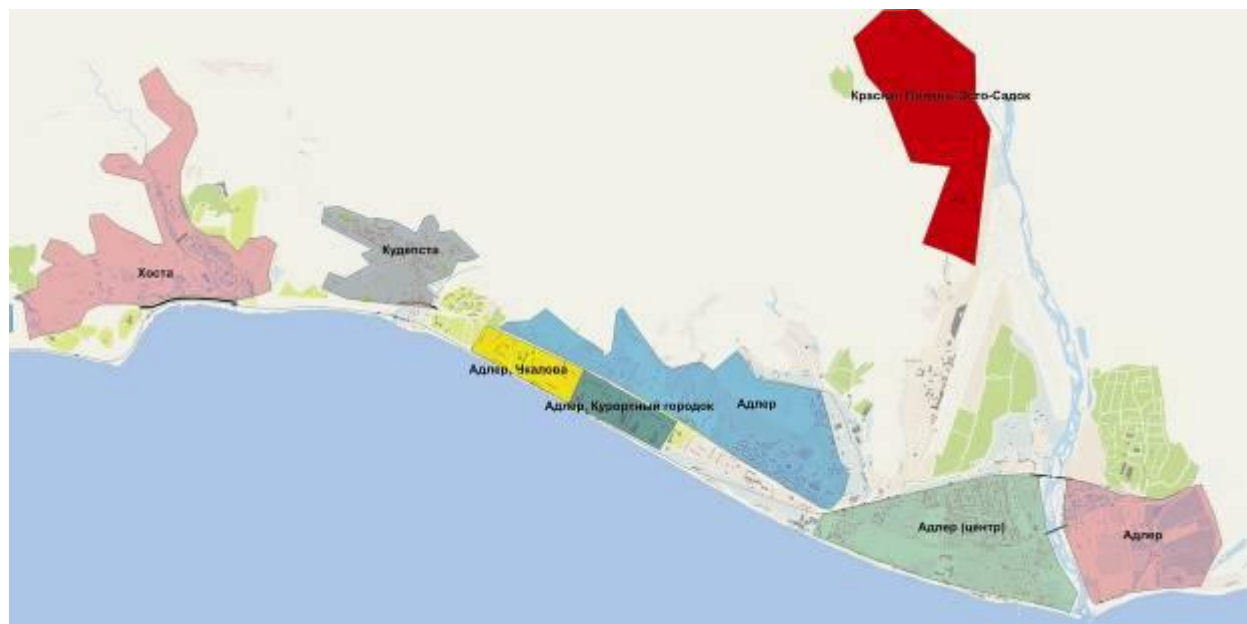 Красная Поляна/Эсто-Садок
Хоста
Кудепста
Адлер, Чкалова
Адлер, Курортный городок
Адлер
Адлер (центр)
Адлер